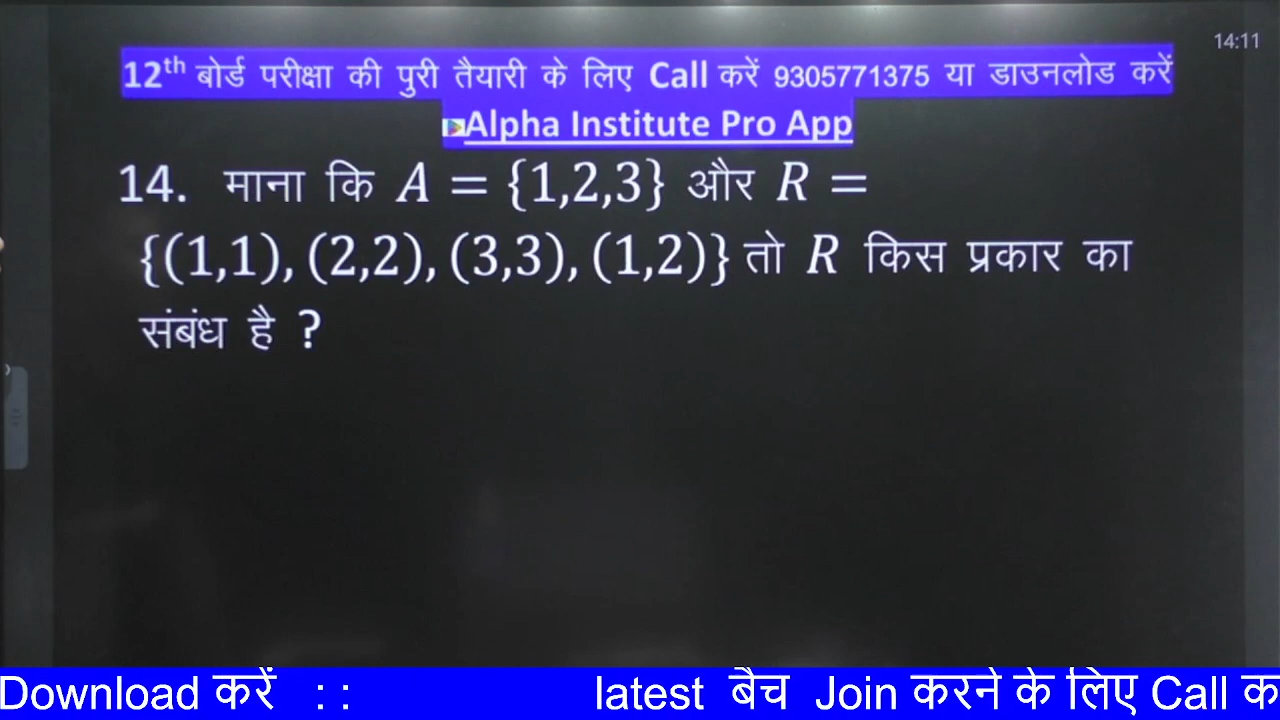 14:11
12th बोर्ड परीक्षा की पुरी तैयारी के लिए Call करें 9305771375 या डाउनलोड करें
Alpha Institute Pro App
14. माना कि A = {1,2,3} और R =
{(1,1), (2,2), (3,3), (1,2)} तो R किस प्रकार का
संबंध है ?
Download करें : : latest बैच Join करने के लिए Call क